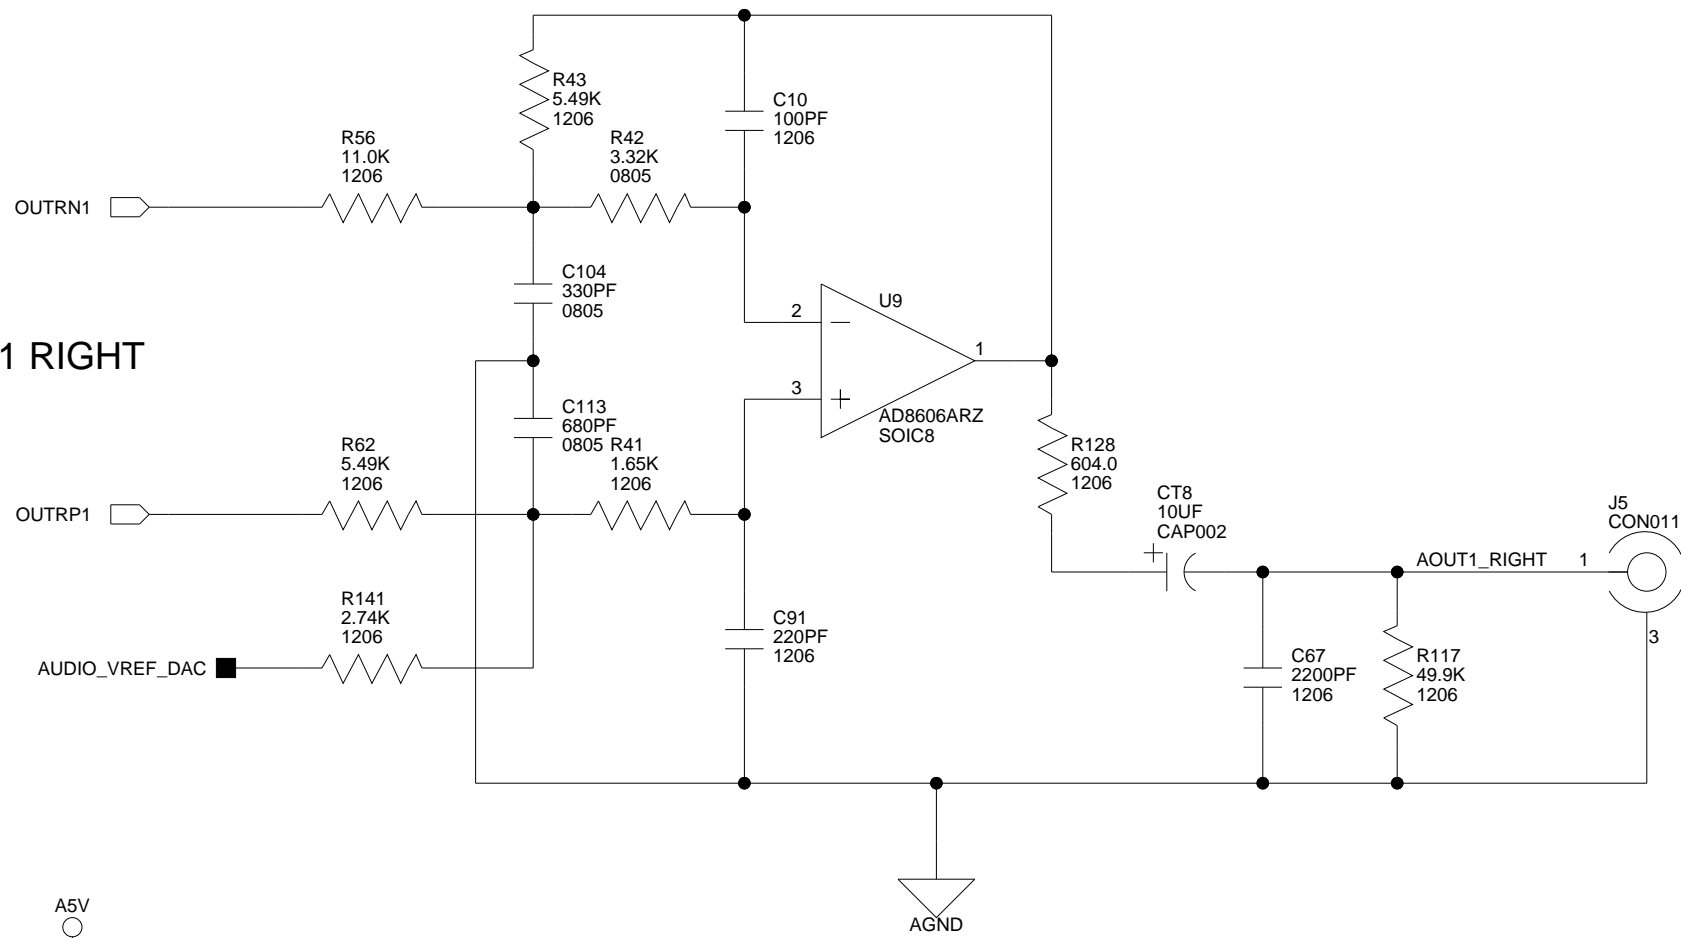 R43
5.49K
1206
C10
100PF
1206
R56
11.0K
1206
R42
3.32K
0805
OUTRN1
C104
330PF
0805
U9
2
1
3
1 RIGHT
AD8606ARZ
SOIC8
C113
680PF
0805
R62
5.49K
1206
R41
1.65K
1206
OUTRP1
R128
604.0
1206
CT8
10UF
CAP002
+
J5
CON011
AOUT1_RIGHT
1
3
R141
2.74K
1206
AUDIO_VREF_DAC
C91
220PF
1206
C67
2200PF
1206
R117
49.9K
1206
A5V
AGND